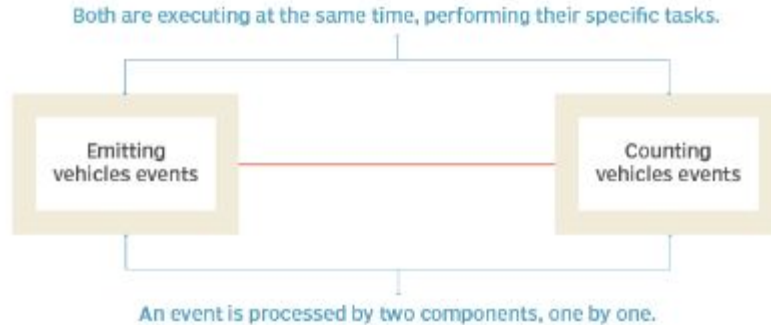 Both are executing at the same time, performing their specific tasks.
Emitting
vehicles events
Counting
vehicles events
An event is processed by two components, one by one.